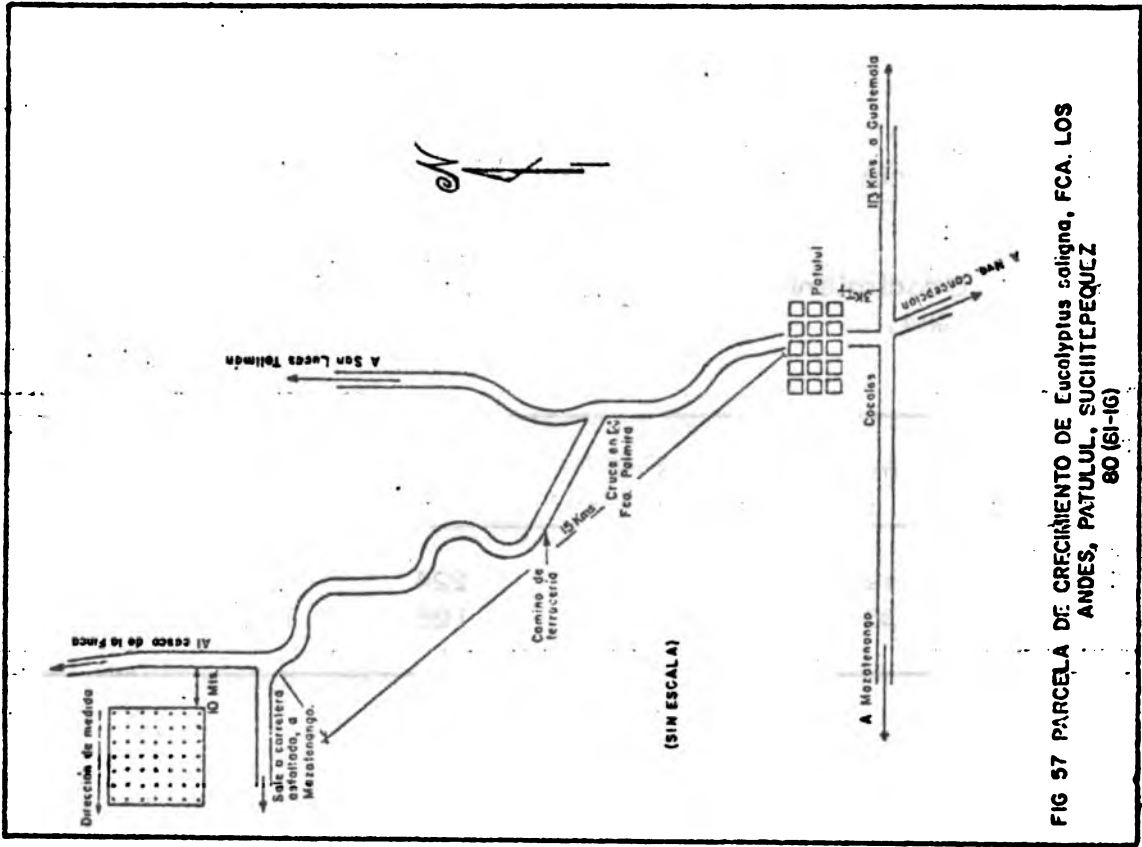 Dirección de medida
Al casco de la Finca
10 Mts.
Sale a carretera
asfaltada, a
Mazatenango.
A San Lucas Tolimán
N
Camino de
terracería
15 Kms.
Cruce en
Fca. Palmira
(SIN ESCALA)
Patulul
3Km
Cocales
A Mazatenango
113 Kms. a Guatemala
A Nva. Concepción
FIG 57 PARCELA DE CRECIMIENTO DE Eucalyptus saligna, FCA. LOS
ANDES, PATULUL, SUCHITEPEQUEZ
80 (61-IG)